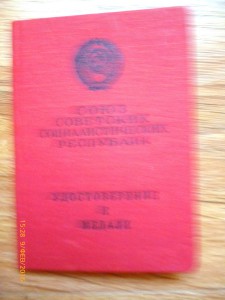 СОЮЗ
СОВЕТСКИХ
СОЦИАЛИСТИЧЕСКИХ
РЕСПУБЛИК
УДОСТОВЕРЕНИЕ
К
МЕДАЛИ